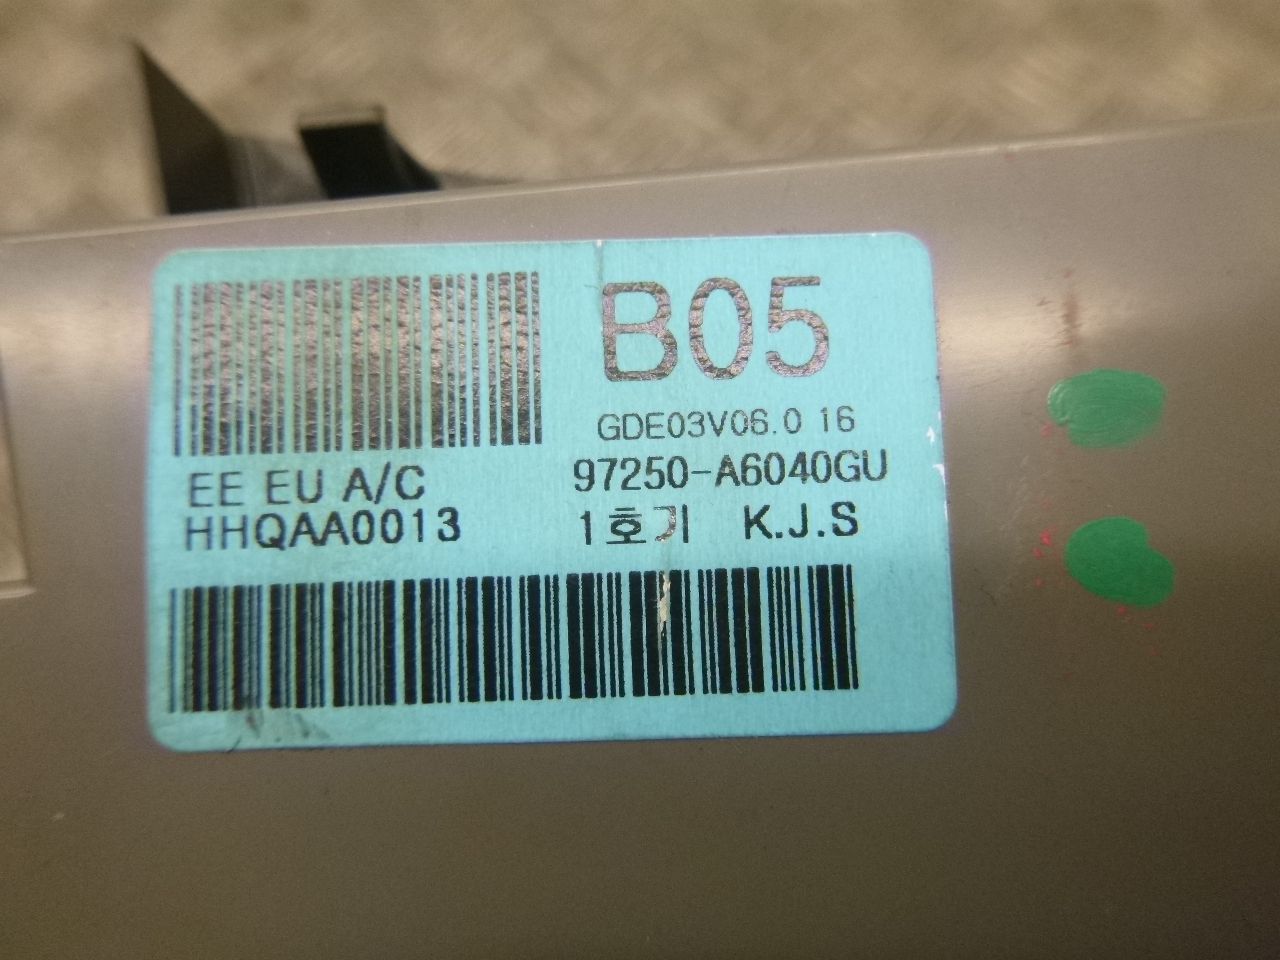 B05
GDE03V06.0 16
EE EU A/C
97250-A6040GU
HHQAA0013
1호기 K.J.S